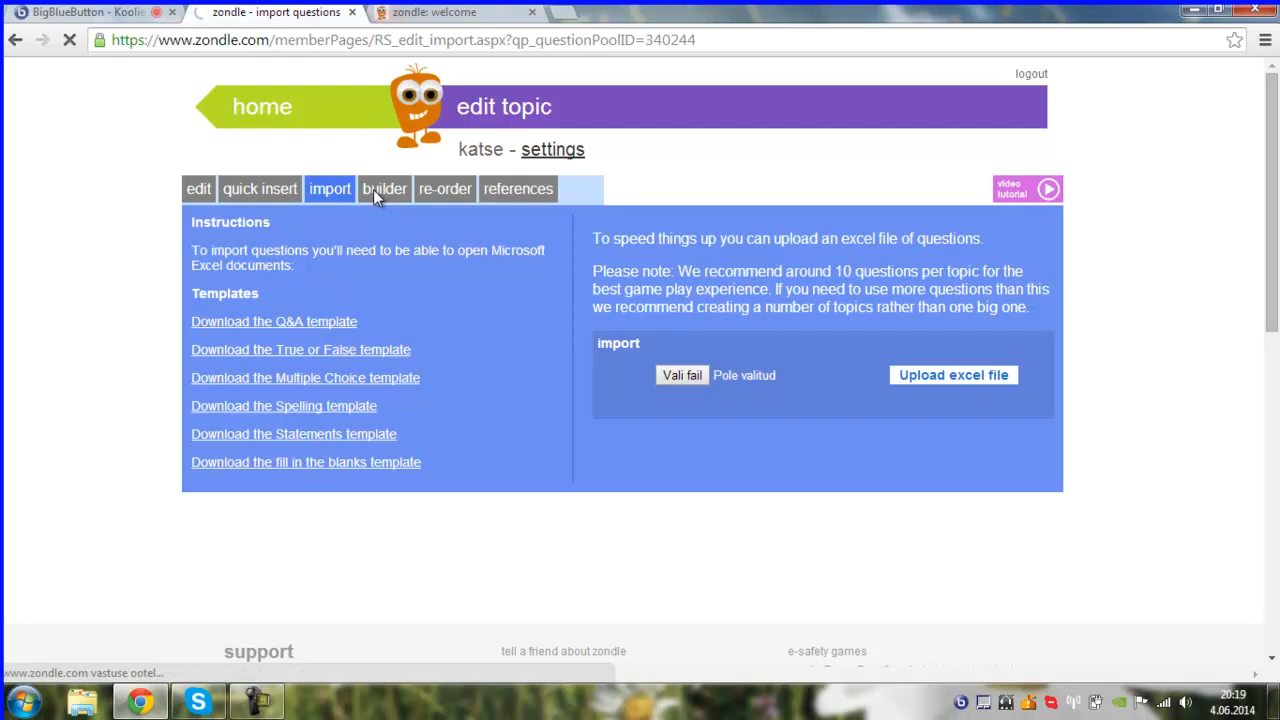 BigBlueButton - Koolie
zondle - import questions
zondle: welcome
https://www.zondle.com/memberPages/RS_edit_import.aspx?qp_questionPoolID=340244
logout
home
edit topic
katse - settings
edit
quick insert
import
builder
re-order
references
video
tutorial
Instructions
To import questions you'll need to be able to open Microsoft
Excel documents:
Templates
Download the Q&A template
Download the True or False template
Download the Multiple Choice template
Download the Spelling template
Download the Statements template
Download the fill in the blanks template
To speed things up you can upload an excel file of questions.
Please note: We recommend around 10 questions per topic for the
best game play experience. If you need to use more questions than this
we recommend creating a number of topics rather than one big one.
import
Vali fail Pole valitud
Upload excel file
support
tell a friend about zondle
e-safety games
www.zondle.com vastuse ootel...
20:19
4.06.2014